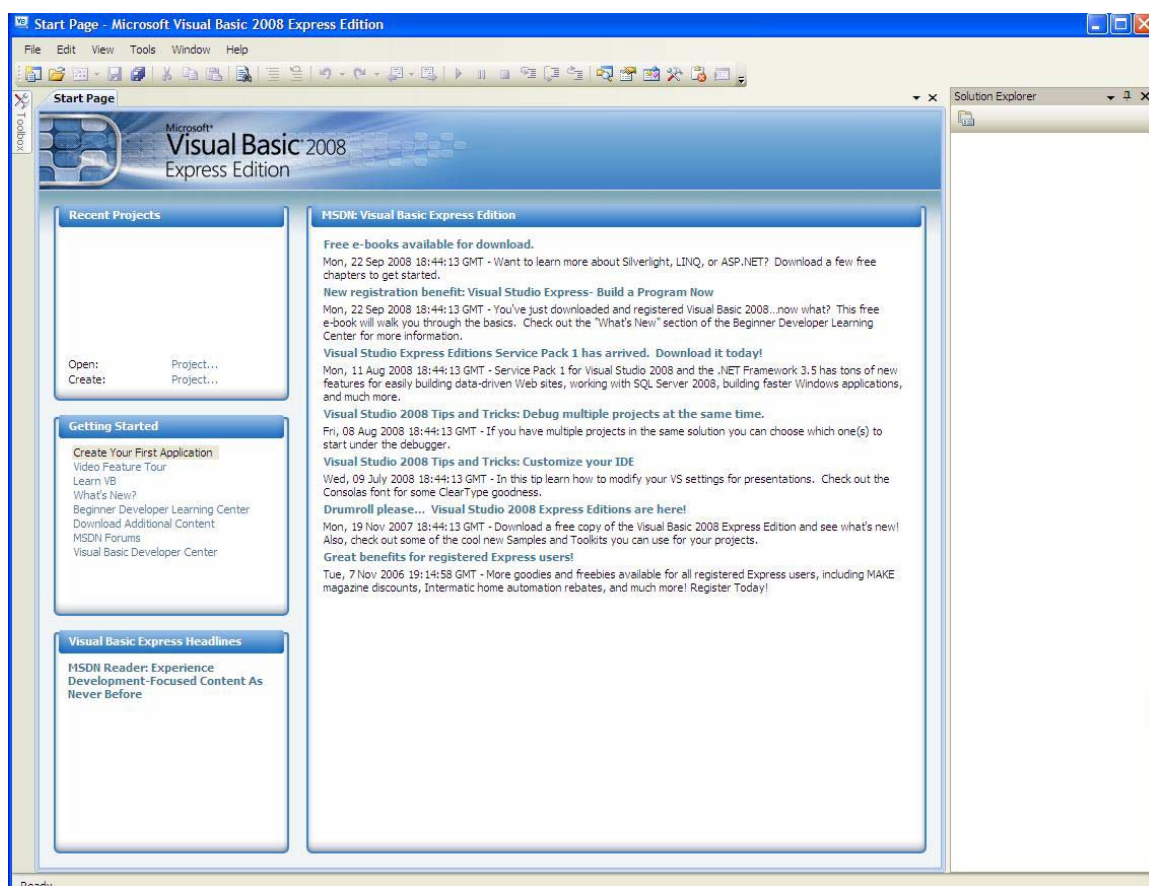 Start Page - Microsoft Visual Basic 2008 Express Edition
File Edit View Tools Window Help
Toolbox
Start Page
Solution Explorer
Microsoft®
Visual Basic® 2008
Express Edition
Recent Projects
Open: Project...
Create: Project...
Getting Started
Create Your First Application
Video Feature Tour
Learn VB
What's New?
Beginner Developer Learning Center
Download Additional Content
MSDN Forums
Visual Basic Developer Center
Visual Basic Express Headlines
MSDN Reader: Experience
Development-Focused Content As
Never Before
MSDN: Visual Basic Express Edition
Free e-books available for download.
Mon, 22 Sep 2008 18:44:13 GMT - Want to learn more about Silverlight, LINQ, or ASP.NET? Download a few free
chapters to get started.
New registration benefit: Visual Studio Express- Build a Program Now
Mon, 22 Sep 2008 18:44:13 GMT - You've just downloaded and registered Visual Basic 2008...now what? This free
e-book will walk you through the basics. Check out the "What's New" section of the Beginner Developer Learning
Center for more information.
Visual Studio Express Editions Service Pack 1 has arrived. Download it today!
Mon, 11 Aug 2008 18:44:13 GMT - Service Pack 1 for Visual Studio 2008 and the .NET Framework 3.5 has tons of new
features for easily building data-driven Web sites, working with SQL Server 2008, building faster Windows applications,
and much more.
Visual Studio 2008 Tips and Tricks: Debug multiple projects at the same time.
Fri, 08 Aug 2008 18:44:13 GMT - If you have multiple projects in the same solution you can choose which one(s) to
start under the debugger.
Visual Studio 2008 Tips and Tricks: Customize your IDE
Wed, 09 July 2008 18:44:13 GMT - In this tip learn how to modify your VS settings for presentations. Check out the
Consolas font for some ClearType goodness.
Drumroll please... Visual Studio 2008 Express Editions are here!
Mon, 19 Nov 2007 18:44:13 GMT - Download a free copy of the Visual Basic 2008 Express Edition and see what's new!
Also, check out some of the cool new Samples and Toolkits you can use for your projects.
Great benefits for registered Express users!
Tue, 7 Nov 2006 19:14:58 GMT - More goodies and freebies available for all registered Express users, including MAKE
magazine discounts, Intermatic home automation rebates, and much more! Register Today!
Ready